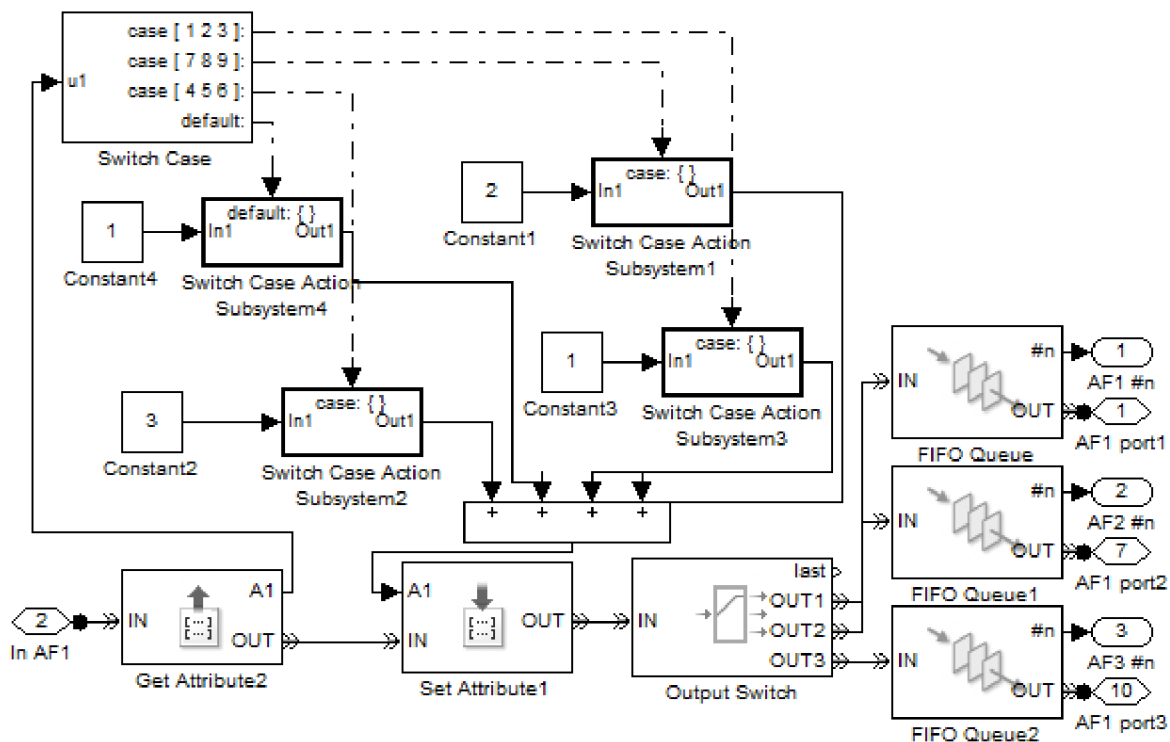 case [ 1 2 3 ]:
case [ 7 8 9 ]:
u1
case [ 4 5 6 ]:
default:
Switch Case
case: { }
2
In1
Out1
Constant1
Switch Case Action
Subsystem1
default: { }
1
In1
Out1
Constant4
Switch Case Action
Subsystem4
case: { }
1
In1
Out1
Constant3
Switch Case Action
Subsystem3
case: { }
3
In1
Out1
Constant2
Switch Case Action
Subsystem2
+ + + +
IN
#n
1
AF1 #n
OUT
1
AF1 port1
FIFO Queue
IN
#n
2
AF2 #n
OUT
7
AF1 port2
FIFO Queue1
IN
#n
3
AF3 #n
OUT
10
AF1 port3
FIFO Queue2
2
In AF1
IN
A1
OUT
Get Attribute2
A1
IN
OUT
Set Attribute1
IN
last
OUT1
OUT2
OUT3
Output Switch